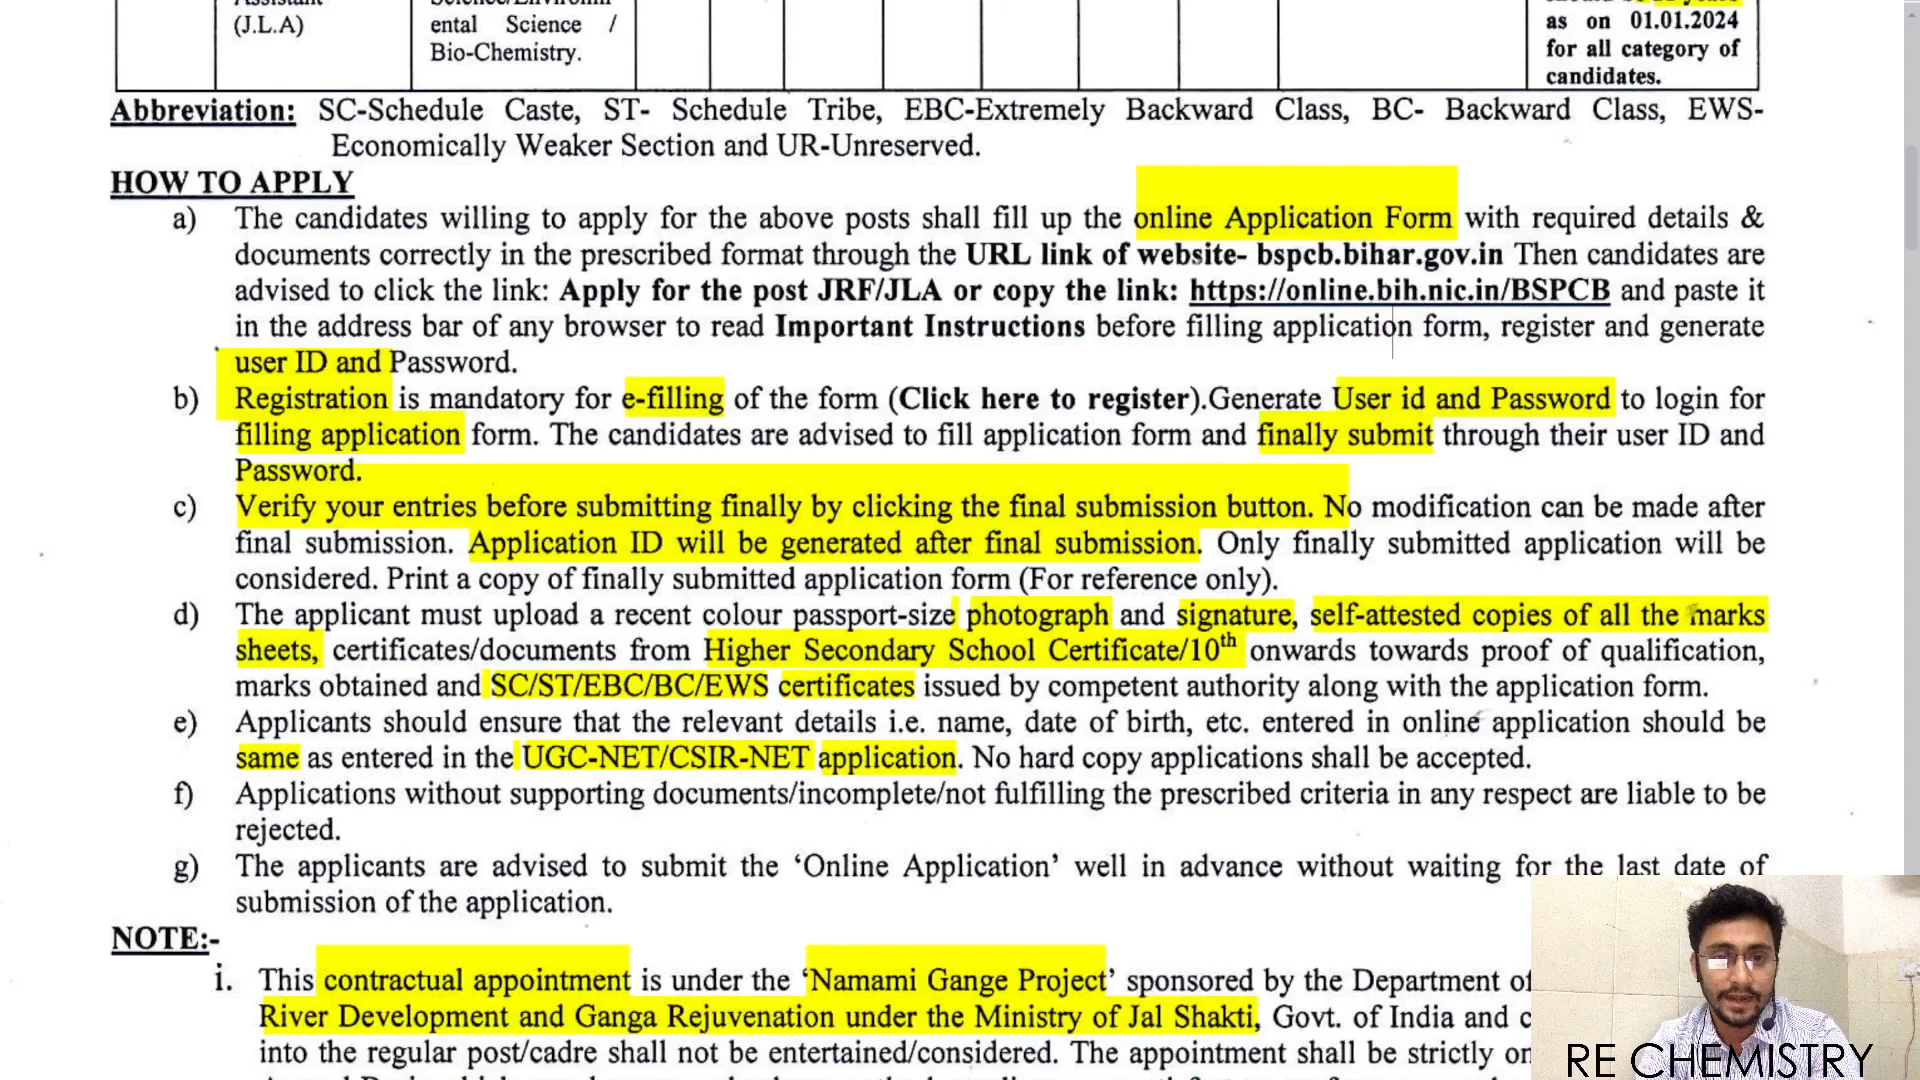 (J.L.A)
ental Science /
Bio-Chemistry.
as on 01.01.2024
for all category of
candidates.
Abbreviation: SC-Schedule Caste, ST- Schedule Tribe, EBC-Extremely Backward Class, BC- Backward Class, EWS-
Economically Weaker Section and UR-Unreserved.
HOW TO APPLY
a) The candidates willing to apply for the above posts shall fill up the online Application Form with required details &
documents correctly in the prescribed format through the URL link of website- bspcb.bihar.gov.in Then candidates are
advised to click the link: Apply for the post JRF/JLA or copy the link: https://online.bih.nic.in/BSPCB and paste it
in the address bar of any browser to read Important Instructions before filling application form, register and generate
user ID and Password.
b) Registration is mandatory for e-filling of the form (Click here to register).Generate User id and Password to login for
filling application form. The candidates are advised to fill application form and finally submit through their user ID and
Password.
c) Verify your entries before submitting finally by clicking the final submission button. No modification can be made after
final submission. Application ID will be generated after final submission. Only finally submitted application will be
considered. Print a copy of finally submitted application form (For reference only).
d) The applicant must upload a recent colour passport-size photograph and signature, self-attested copies of all the marks
sheets, certificates/documents from Higher Secondary School Certificate/10th onwards towards proof of qualification,
marks obtained and SC/ST/EBC/BC/EWS certificates issued by competent authority along with the application form.
e) Applicants should ensure that the relevant details i.e. name, date of birth, etc. entered in online application should be
same as entered in the UGC-NET/CSIR-NET application. No hard copy applications shall be accepted.
f) Applications without supporting documents/incomplete/not fulfilling the prescribed criteria in any respect are liable to be
rejected.
g) The applicants are advised to submit the ‘Online Application’ well in advance without waiting for the last date of
submission of the application.
NOTE:-
i. This contractual appointment is under the ‘Namami Gange Project’ sponsored by the Department of
River Development and Ganga Rejuvenation under the Ministry of Jal Shakti, Govt. of India and
into the regular post/cadre shall not be entertained/considered. The appointment shall be strictly on
RE CHEMISTRY